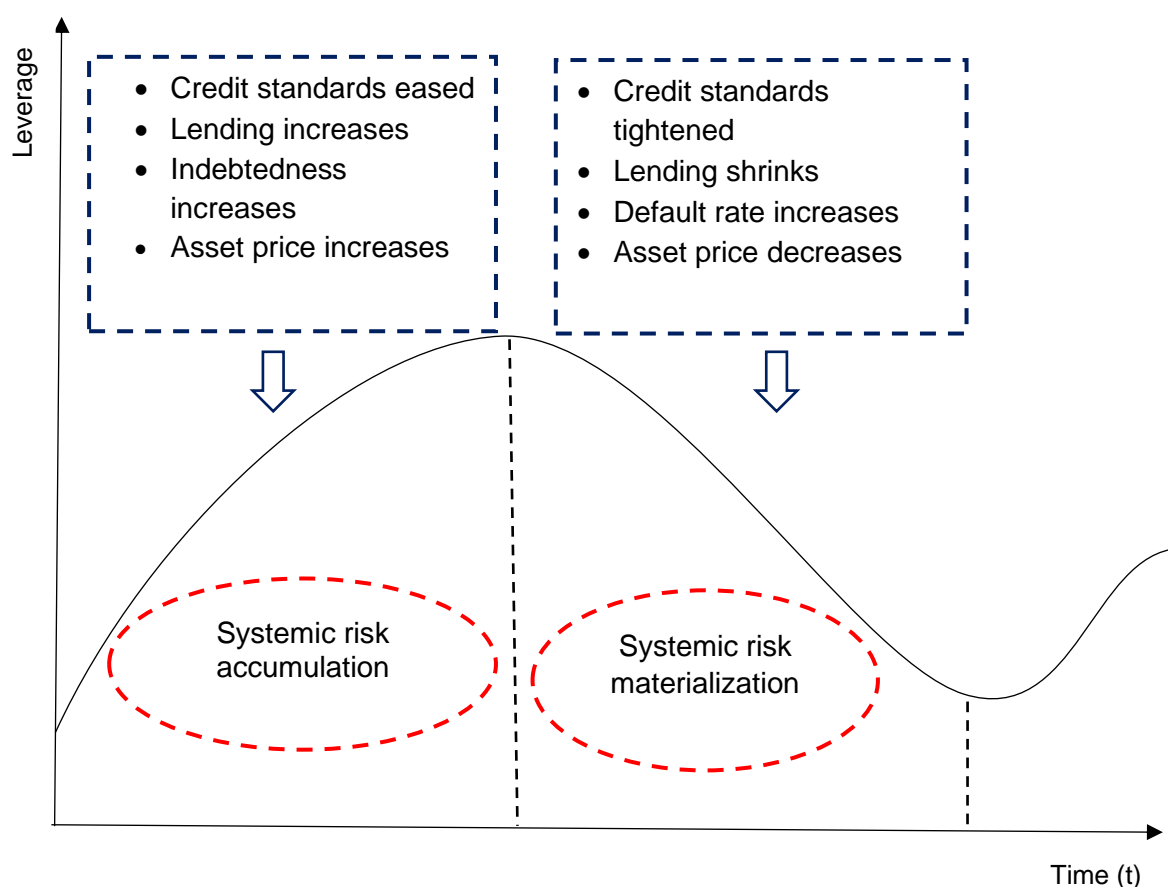 Leverage
• Credit standards eased
• Lending increases
• Indebtedness
increases
• Asset price increases
• Credit standards
tightened
• Lending shrinks
• Default rate increases
• Asset price decreases
Systemic risk
accumulation
Systemic risk
materialization
Time (t)